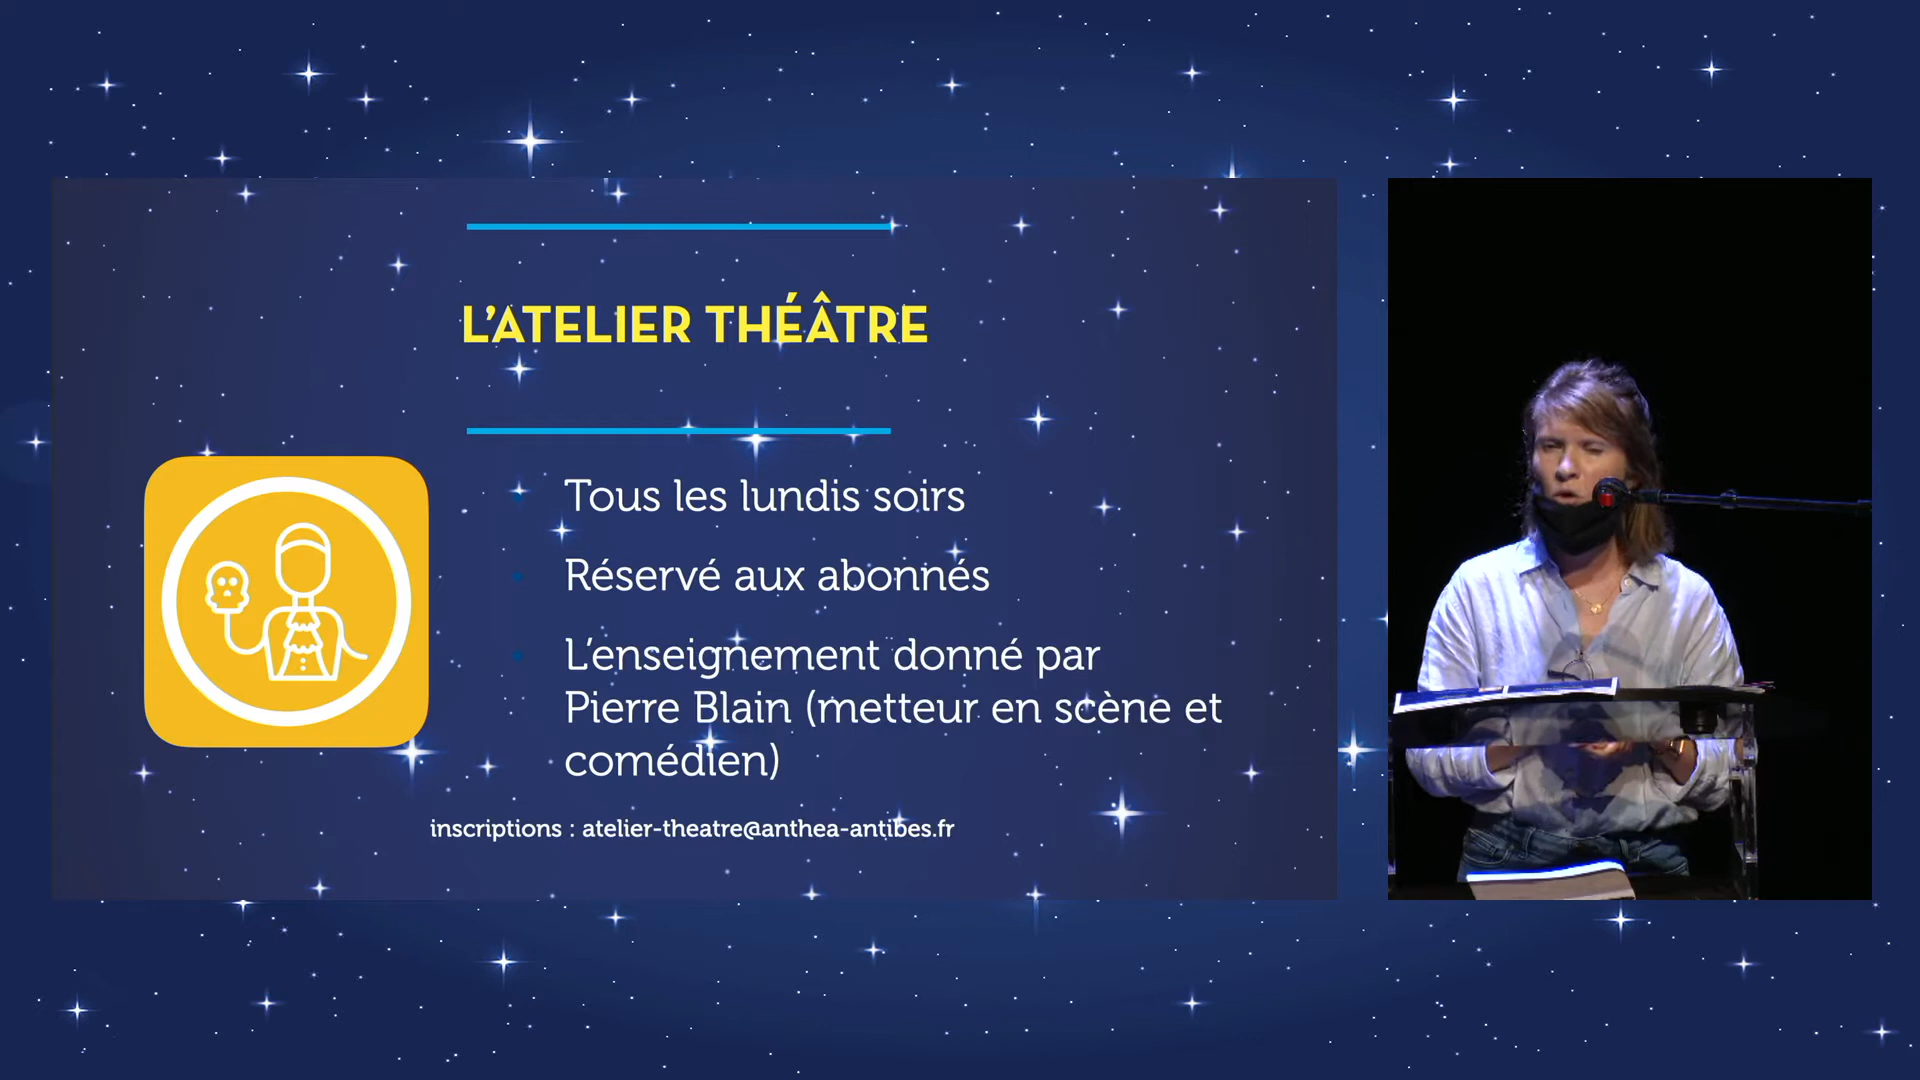 L'ATELIER THÉÂTRE
Tous les lundis soirs
Réservé aux abonnés
L'enseignement donné par
Pierre Blain (metteur en scène et
comédien)
inscriptions : atelier-theatre@anthea-antibes.fr